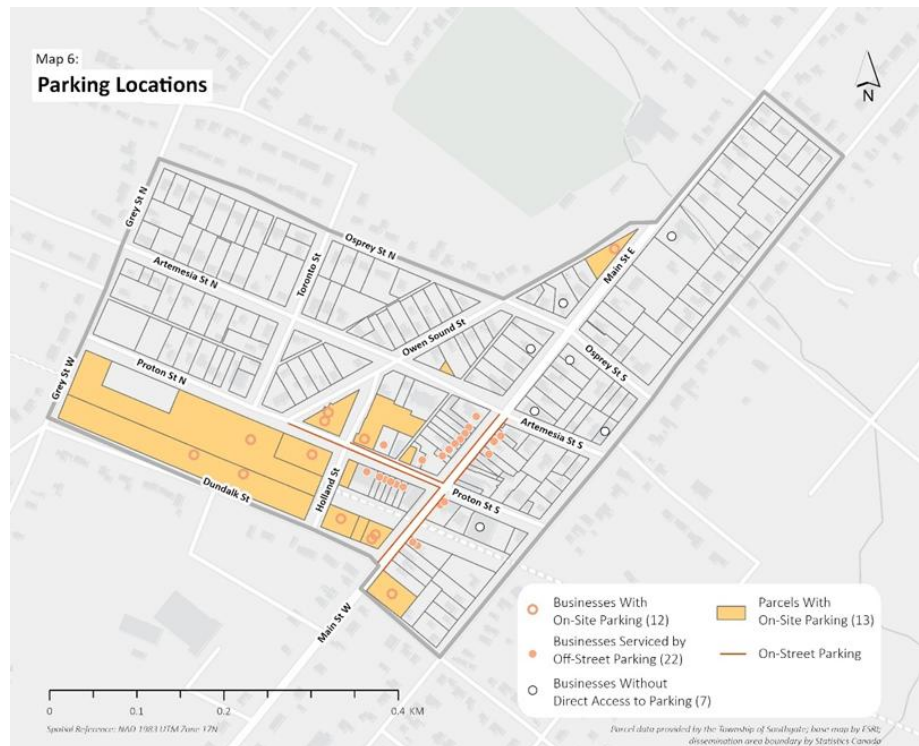 Map 6:
Parking Locations
N
Grey St N
Osprey St N
Toronto St
Artemesia St N
Main St E
Owen Sound St
Osprey St S
Proton St N
Grey St W
Artemesia St S
Holland St
Dundalk St
Proton St S
Main St W
Businesses With
On-Site Parking (12)
Businesses Serviced by
Off-Street Parking (22)
Businesses Without
Direct Access to Parking (7)
Parcels With
On-Site Parking (13)
On-Street Parking
0 0.1 0.2 0.4 KM
Spatial Reference: NAD 1983 UTM Zone 17N
Parcel data provided by the Township of Southgate; base map by ESRI;
dissemination area boundary by Statistics Canada